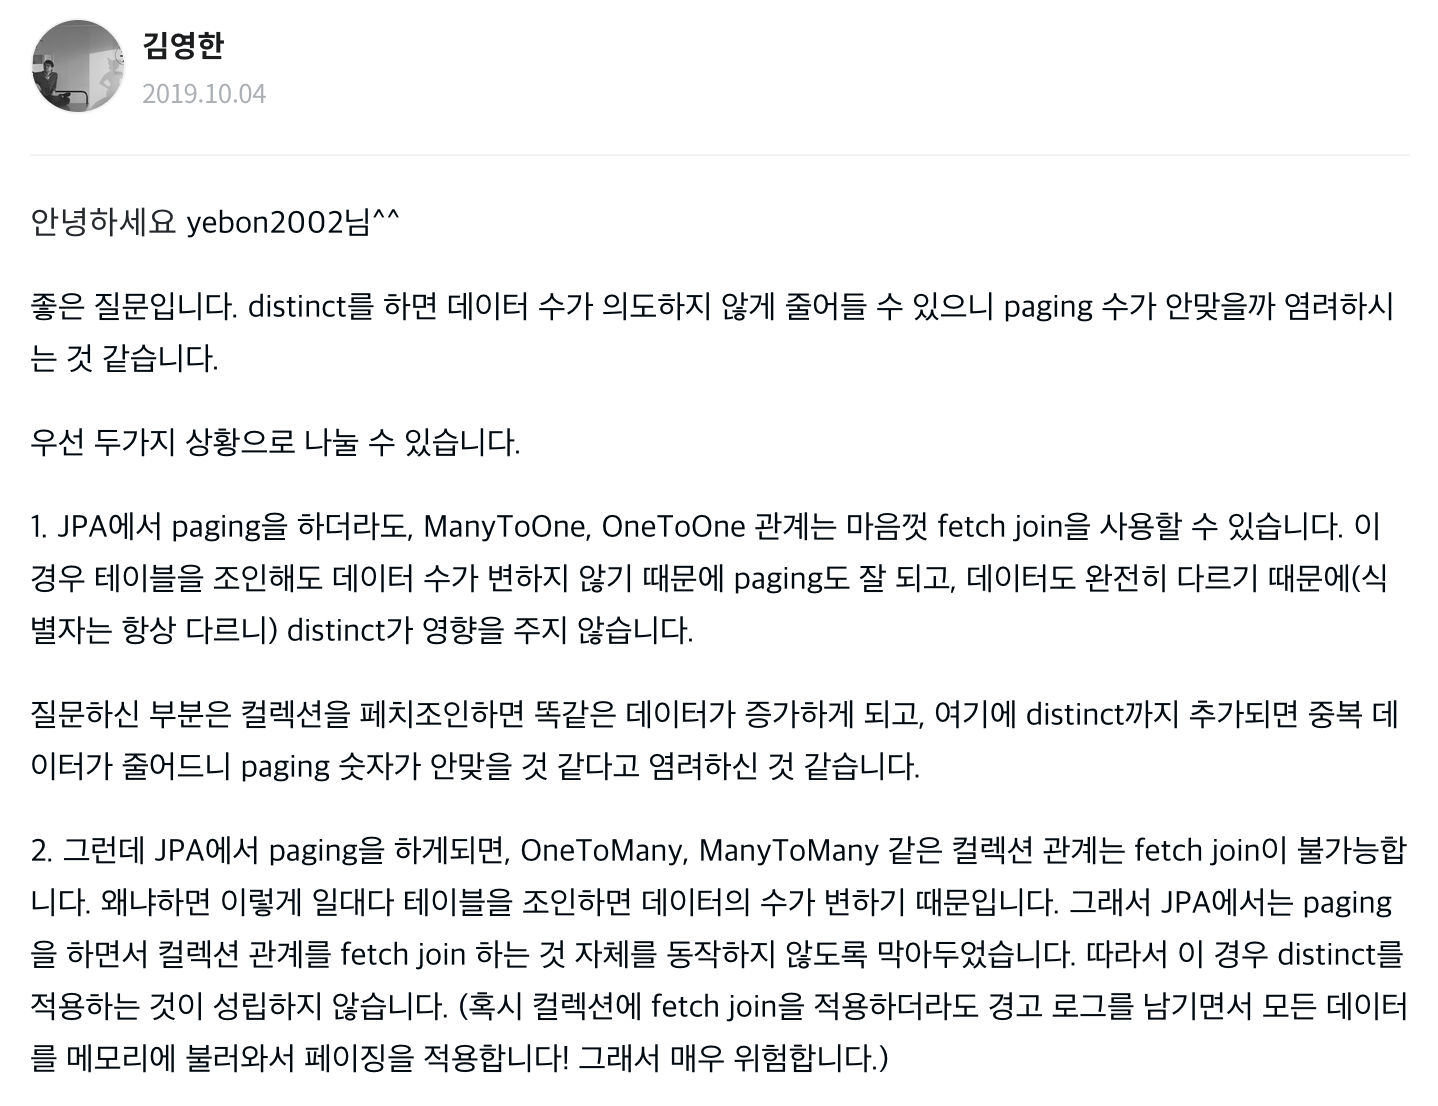 김영한
2019.10.04
안녕하세요 yebon2002님^^
좋은 질문입니다. distinct를 하면 데이터 수가 의도하지 않게 줄어들 수 있으니 paging 수가 안맞을까 염려하시
는 것 같습니다.
우선 두가지 상황으로 나눌 수 있습니다.
1. JPA에서 paging을 하더라도, ManyToOne, OneToOne 관계는 마음껏 fetch join을 사용할 수 있습니다. 이
경우 테이블을 조인해도 데이터 수가 변하지 않기 때문에 paging도 잘 되고, 데이터도 완전히 다르기 때문에(식
별자는 항상 다르니) distinct가 영향을 주지 않습니다.
질문하신 부분은 컬렉션을 페치조인하면 똑같은 데이터가 증가하게 되고, 여기에 distinct까지 추가되면 중복 데
이터가 줄어드니 paging 숫자가 안맞을 것 같다고 염려하신 것 같습니다.
2. 그런데 JPA에서 paging을 하게되면, OneToMany, ManyToMany 같은 컬렉션 관계는 fetch join이 불가능합
니다. 왜냐하면 이렇게 일대다 테이블을 조인하면 데이터의 수가 변하기 때문입니다. 그래서 JPA에서는 paging
을 하면서 컬렉션 관계를 fetch join 하는 것 자체를 동작하지 않도록 막아두었습니다. 따라서 이 경우 distinct를
적용하는 것이 성립하지 않습니다. (혹시 컬렉션에 fetch join을 적용하더라도 경고 로그를 남기면서 모든 데이터
를 메모리에 불러와서 페이징을 적용합니다! 그래서 매우 위험합니다.)